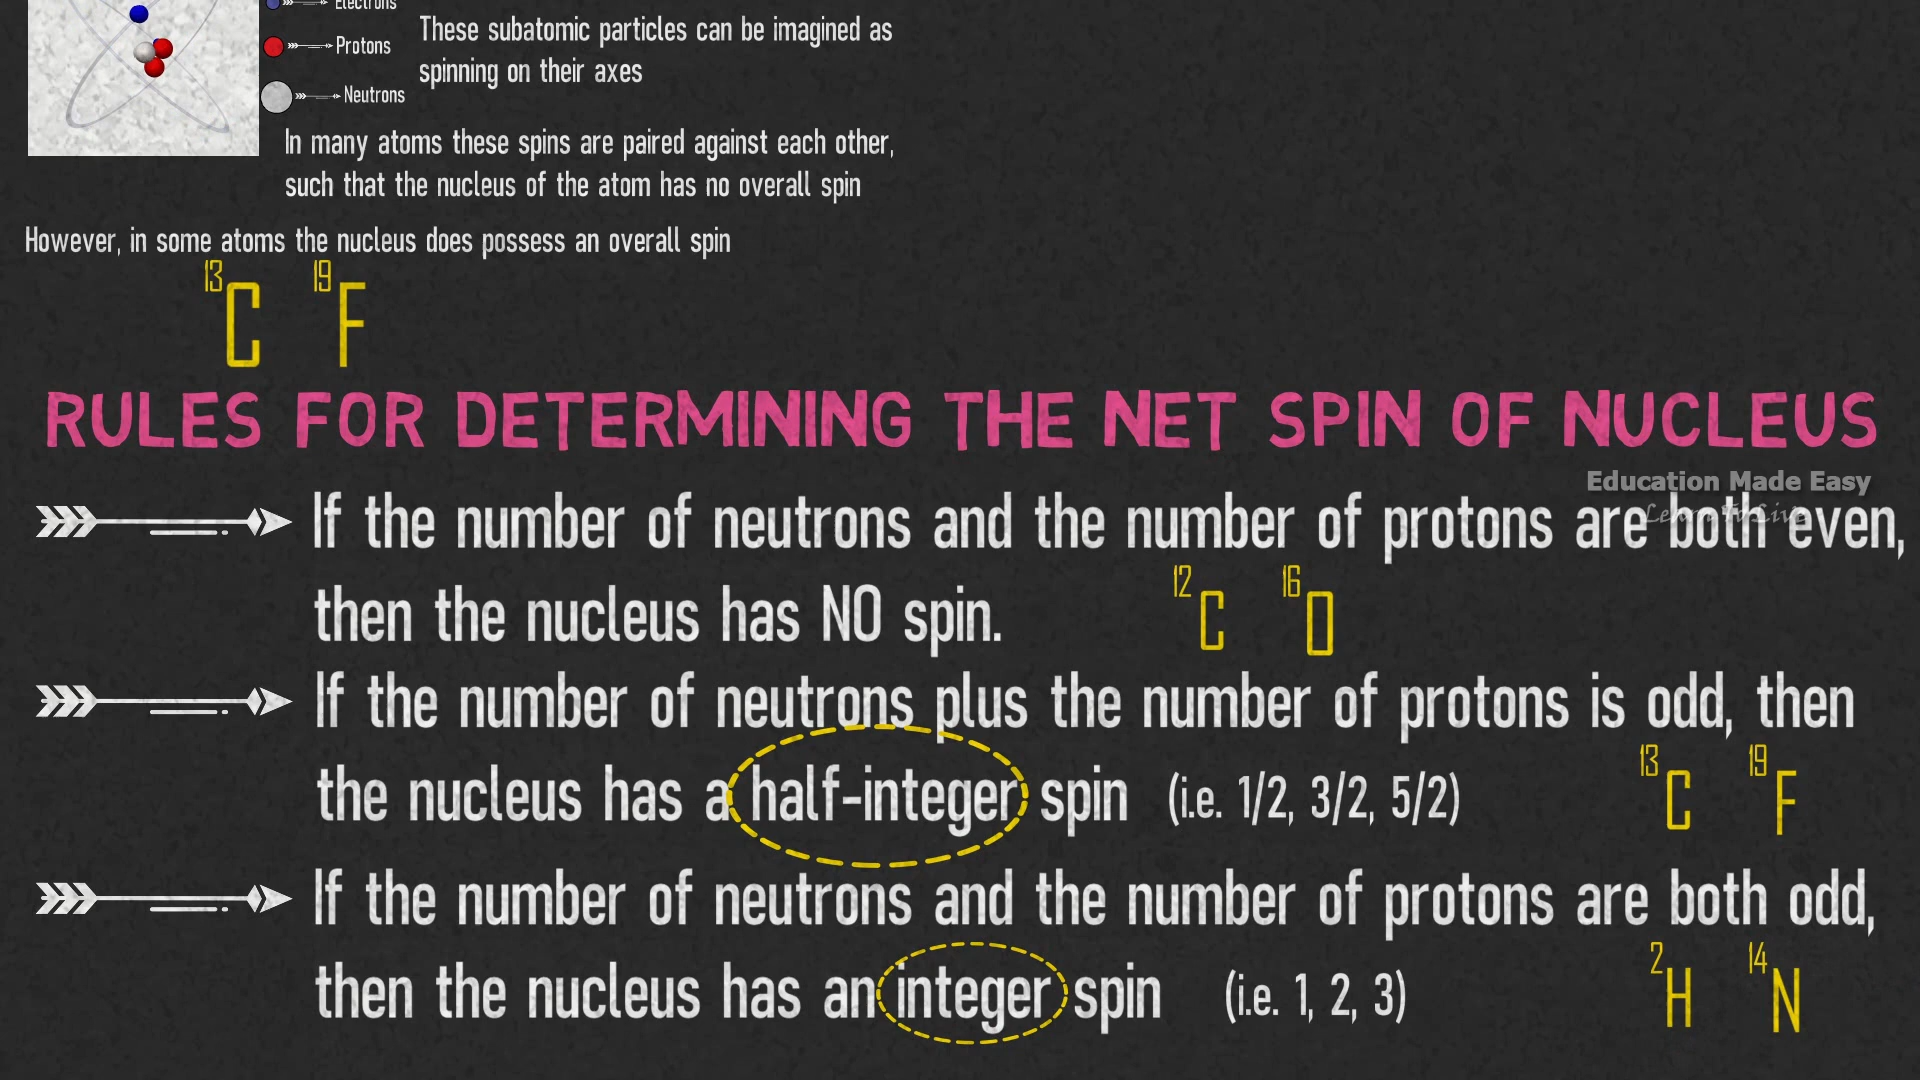 Electrons
Protons
Neutrons
These subatomic particles can be imagined as
spinning on their axes
In many atoms these spins are paired against each other,
such that the nucleus of the atom has no overall spin
However, in some atoms the nucleus does possess an overall spin
13C 19F
RULES FOR DETERMINING THE NET SPIN OF NUCLEUS
Education Made Easy
Learn To Live
If the number of neutrons and the number of protons are both even,
then the nucleus has NO spin. 12C 16O
If the number of neutrons plus the number of protons is odd, then
the nucleus has a half-integer spin (i.e. 1/2, 3/2, 5/2) 13C 19F
If the number of neutrons and the number of protons are both odd,
then the nucleus has an integer spin (i.e. 1, 2, 3) 2H 14N